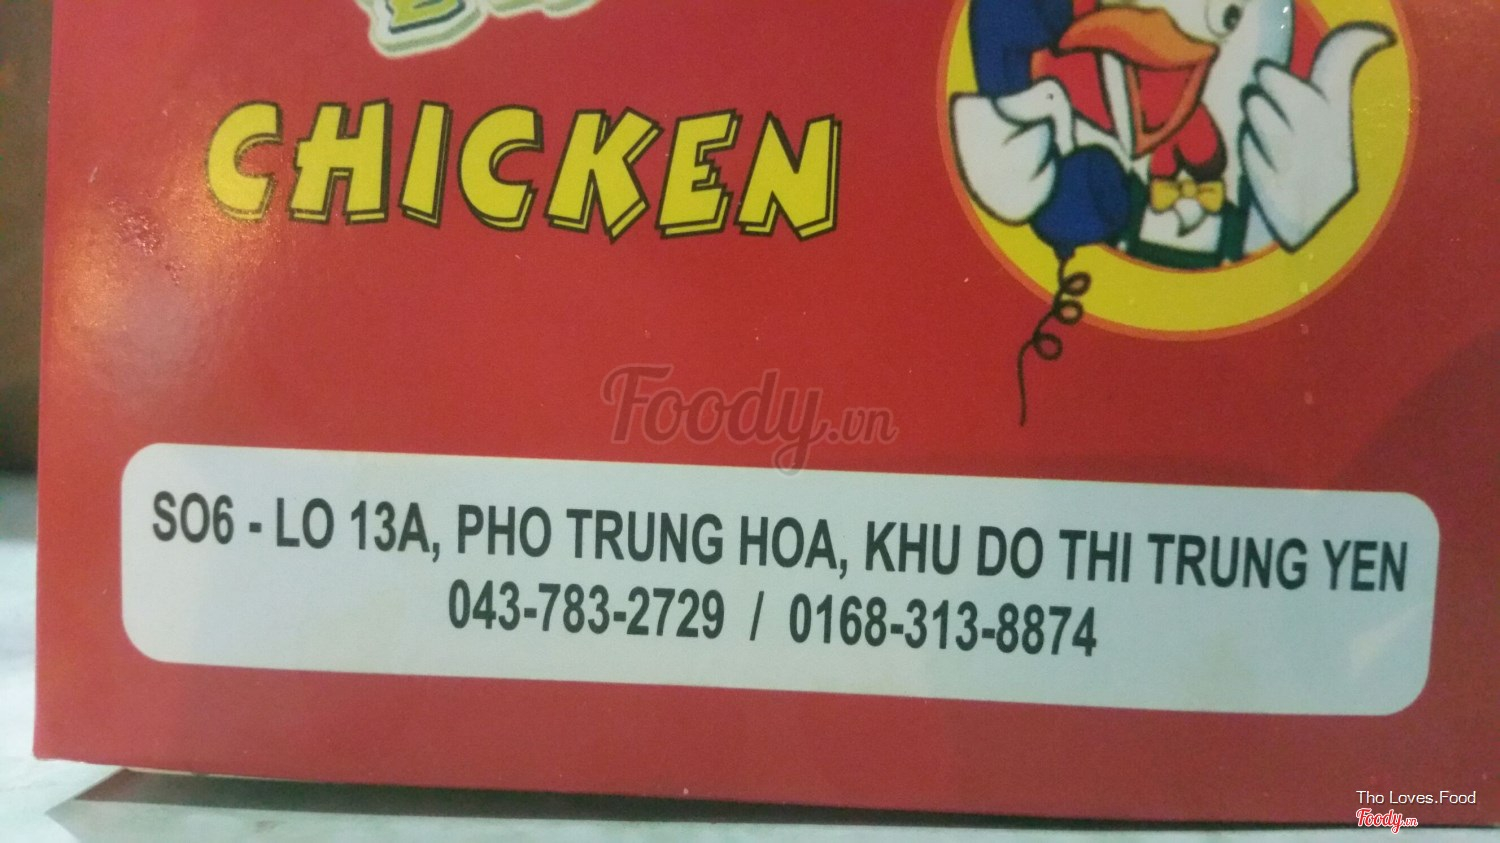 CHICKEN
Foody.vn
SO6 - LO 13A, PHO TRUNG HOA, KHU DO THI TRUNG YEN
043-783-2729 / 0168-313-8874
Tho Loves.Food
Foody.vn